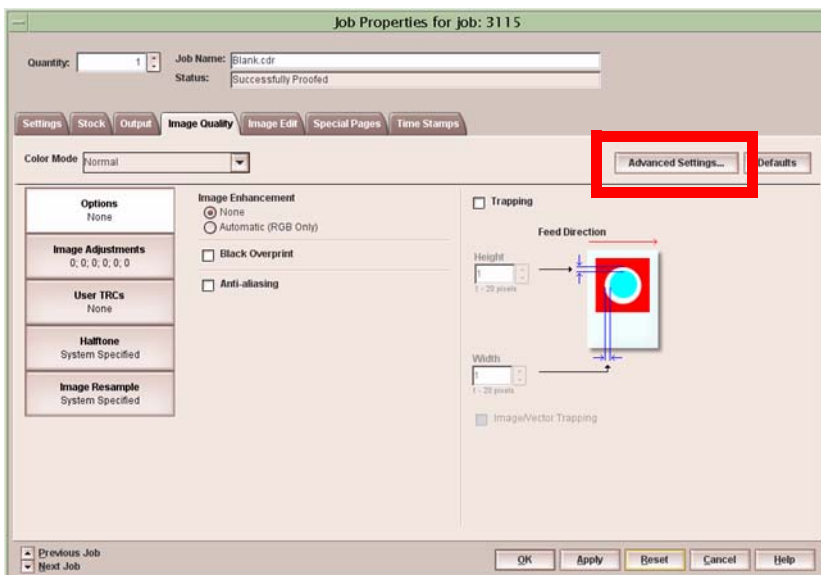 Job Properties for job: 3115
Quantity: 1
Job Name: Blank.cdr
Status: Successfully Proofed
Settings Stock Output Image Quality Image Edit Special Pages Time Stamps
Color Mode Normal
Advanced Settings... Defaults
Options
None
Image Adjustments
0; 0; 0; 0; 0; 0
User TRCs
None
Halftone
System Specified
Image Resample
System Specified
Image Enhancement
None
Automatic (RGB Only)
Black Overprint
Anti-aliasing
Trapping
Feed Direction
Height
1
1 - 20 pixels
Width
1
1 - 20 pixels
Image/Vector Trapping
Previous Job
Next Job
OK Apply Reset Cancel Help